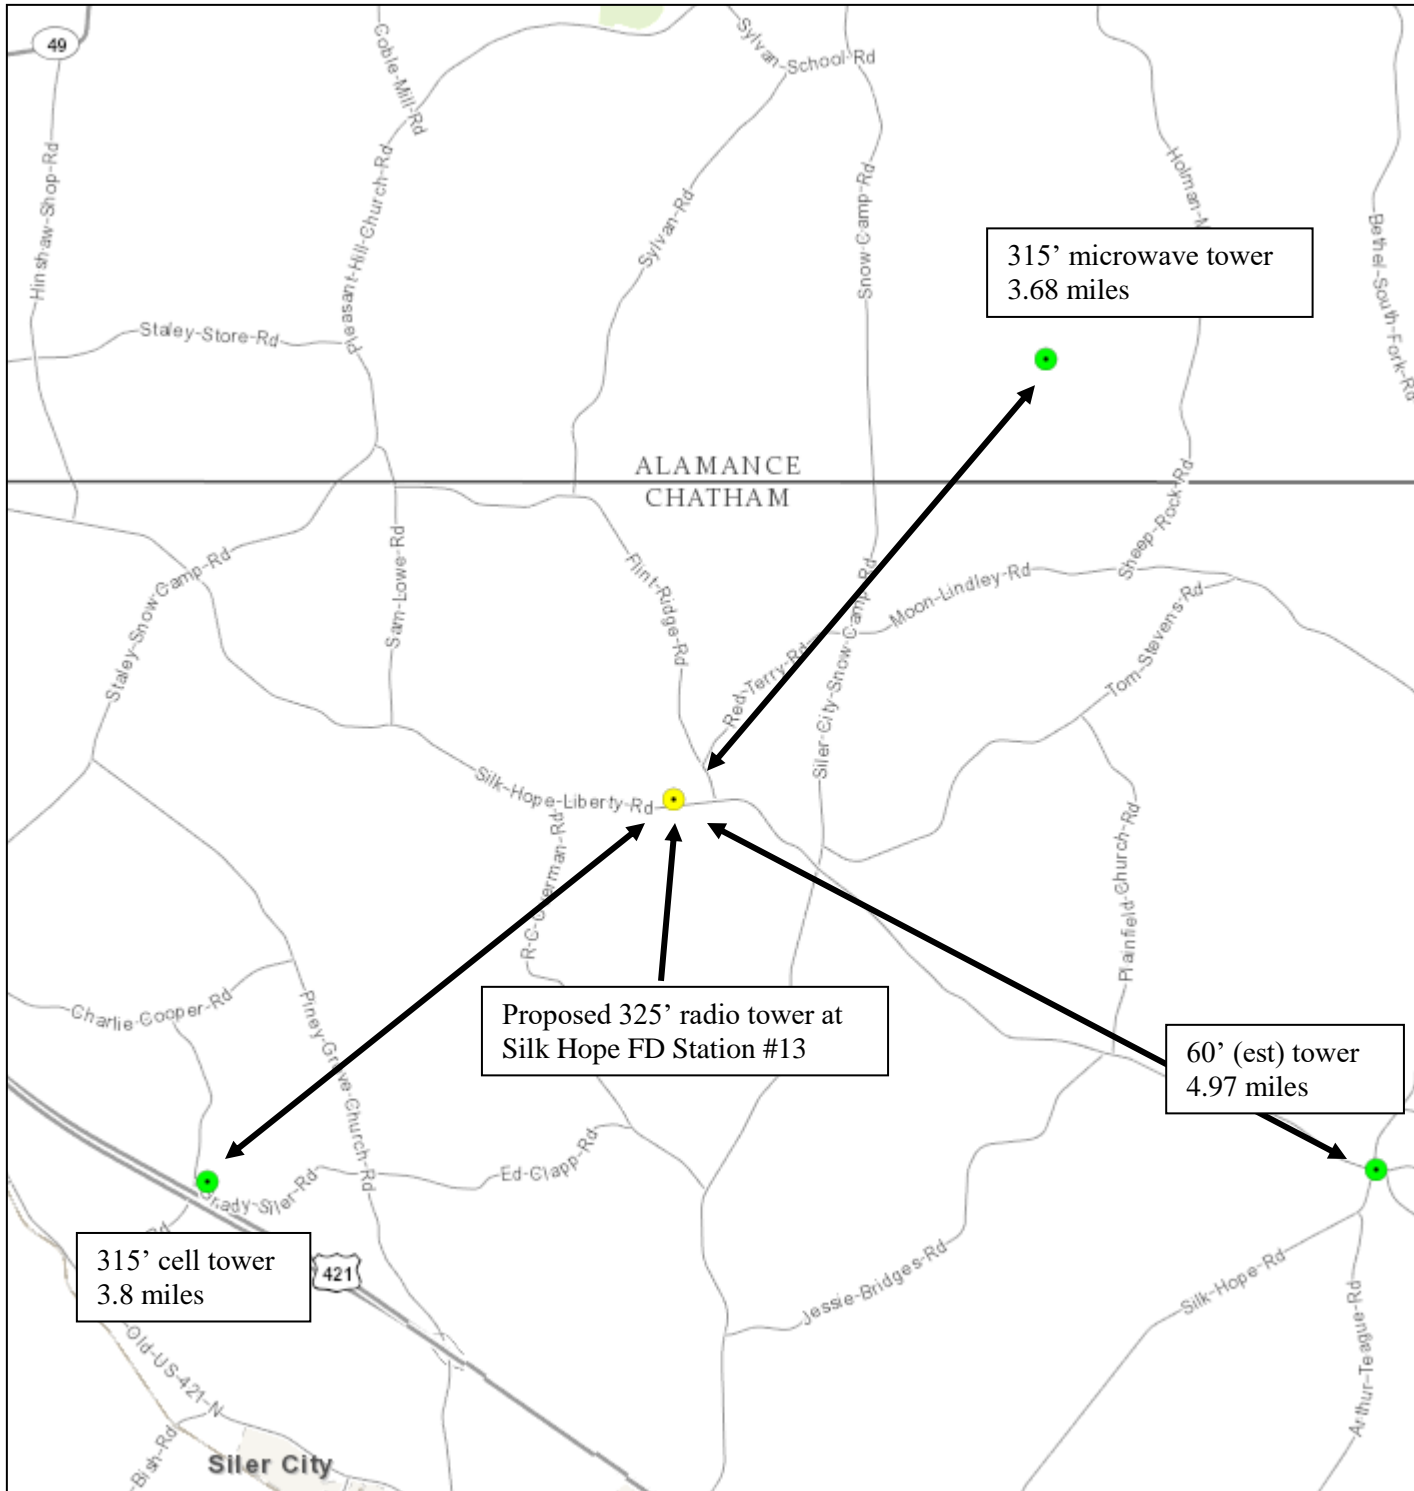 49
Coble-Mill-Rd
Sylvan-School-Rd
Hinshaw-Shop-Rd
Pleasant-Hill-Church-Rd
Sylvan-Rd
Snow-Camp-Rd
Holman-M
Bethel-South-Fork-Rd
315’ microwave tower
3.68 miles
Staley-Store-Rd
ALAMANCE
CHATHAM
Sheep-Rock-Rd
Staley-Snow Camp-Rd
Sam-Lowe-Rd
Flint-Ridge-Rd
Red-Terry-Rd
Siler-City-Snow-Camp-Rd
Moon-Lindley-Rd
Tom-Stevens-Rd
Silk-Hope-Liberty-Rd
Plainfield-Church-Rd
Charlie-Cooper-Rd
Piney-Grove-Church-Rd
Proposed 325’ radio tower at
Silk Hope FD Station #13
60’ (est) tower
4.97 miles
Ed-Clapp-Rd
Rd
315’ cell tower
3.8 miles
421
Jessie-Bridges-Rd
Silk-Hope-Rd
Arthur-Teague-Rd
Old-US-421-N
Bish-Rd
Siler City